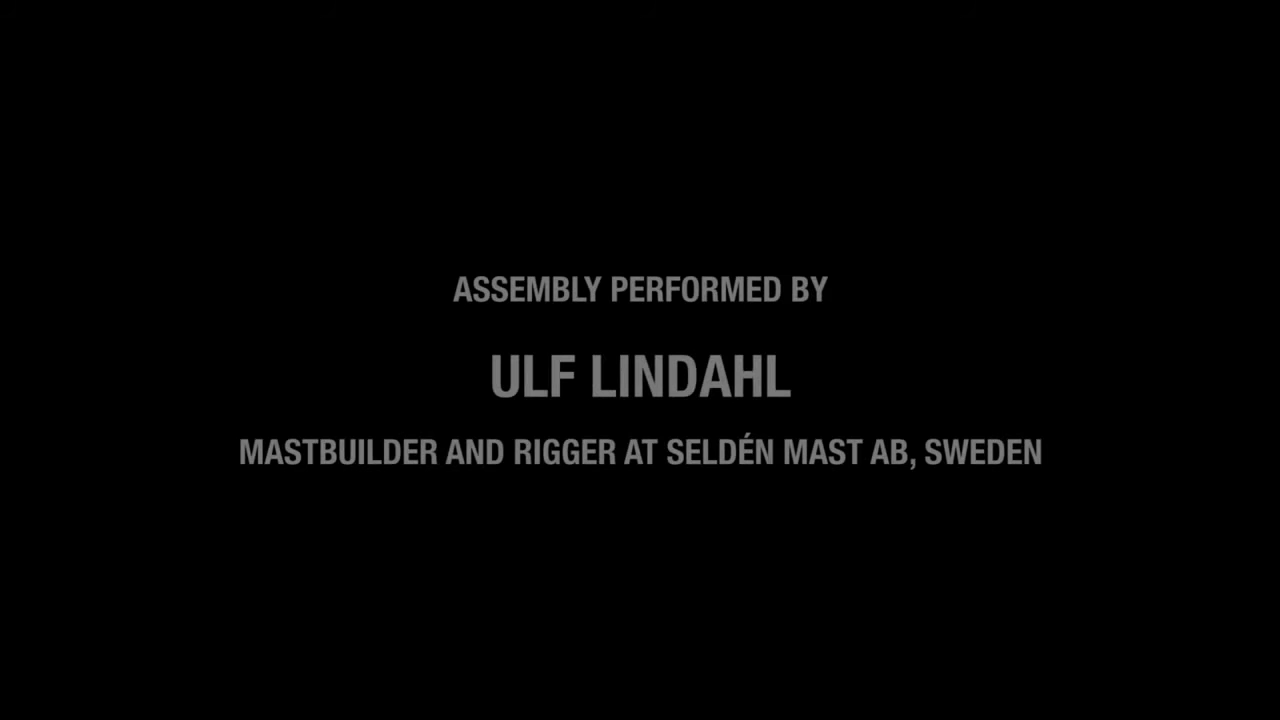 ASSEMBLY PERFORMED BY
ULF LINDAHL
MASTBUILDER AND RIGGER AT SELDÉN MAST AB, SWEDEN